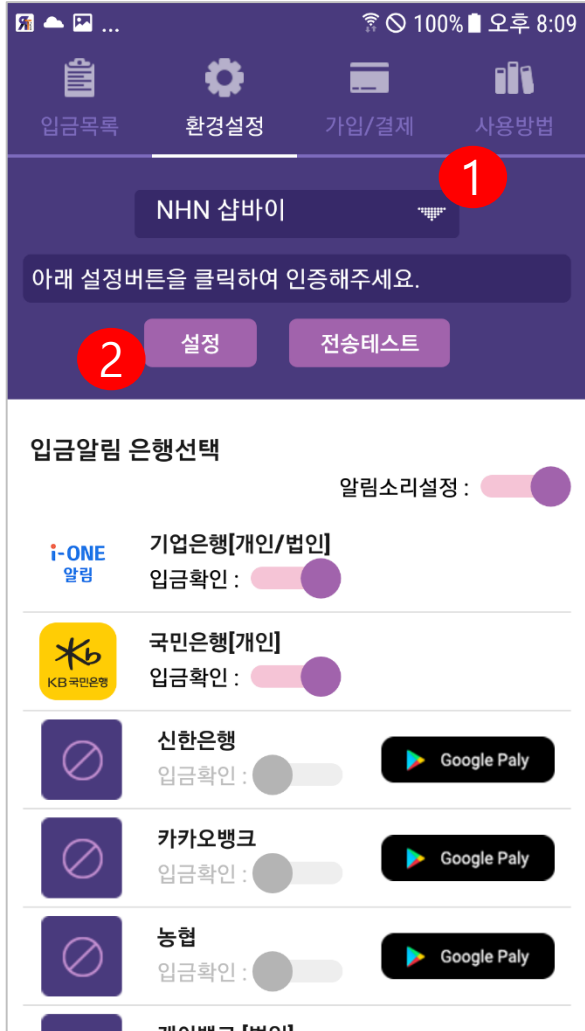 ... 100% 오후 8:09
입금목록 환경설정 가입/결제 사용방법
1
NHN 샵바이
아래 설정버튼을 클릭하여 인증해주세요.
2 설정 전송테스트
입금알림 은행선택
알림소리설정 :
i-ONE
알림
기업은행[개인/법인]
입금확인 :
KB국민은행
국민은행[개인]
입금확인 :
신한은행
입금확인 :
Google Paly
카카오뱅크
입금확인 :
Google Paly
농협
입금확인 :
Google Paly